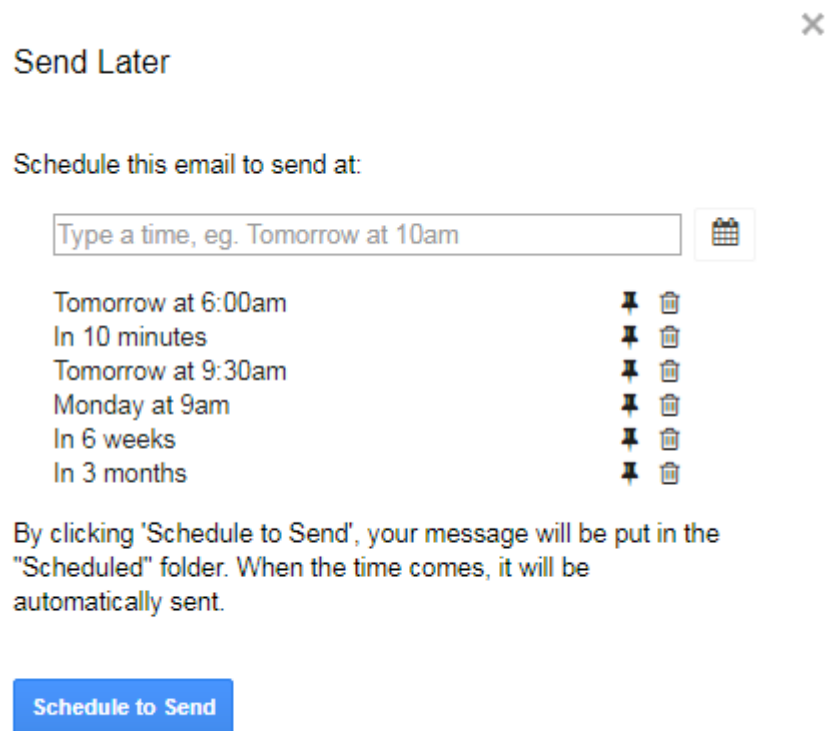 Send Later
Schedule this email to send at:
Type a time, eg. Tomorrow at 10am
Tomorrow at 6:00am
In 10 minutes
Tomorrow at 9:30am
Monday at 9am
In 6 weeks
In 3 months
By clicking 'Schedule to Send', your message will be put in the
"Scheduled" folder. When the time comes, it will be
automatically sent.
Schedule to Send